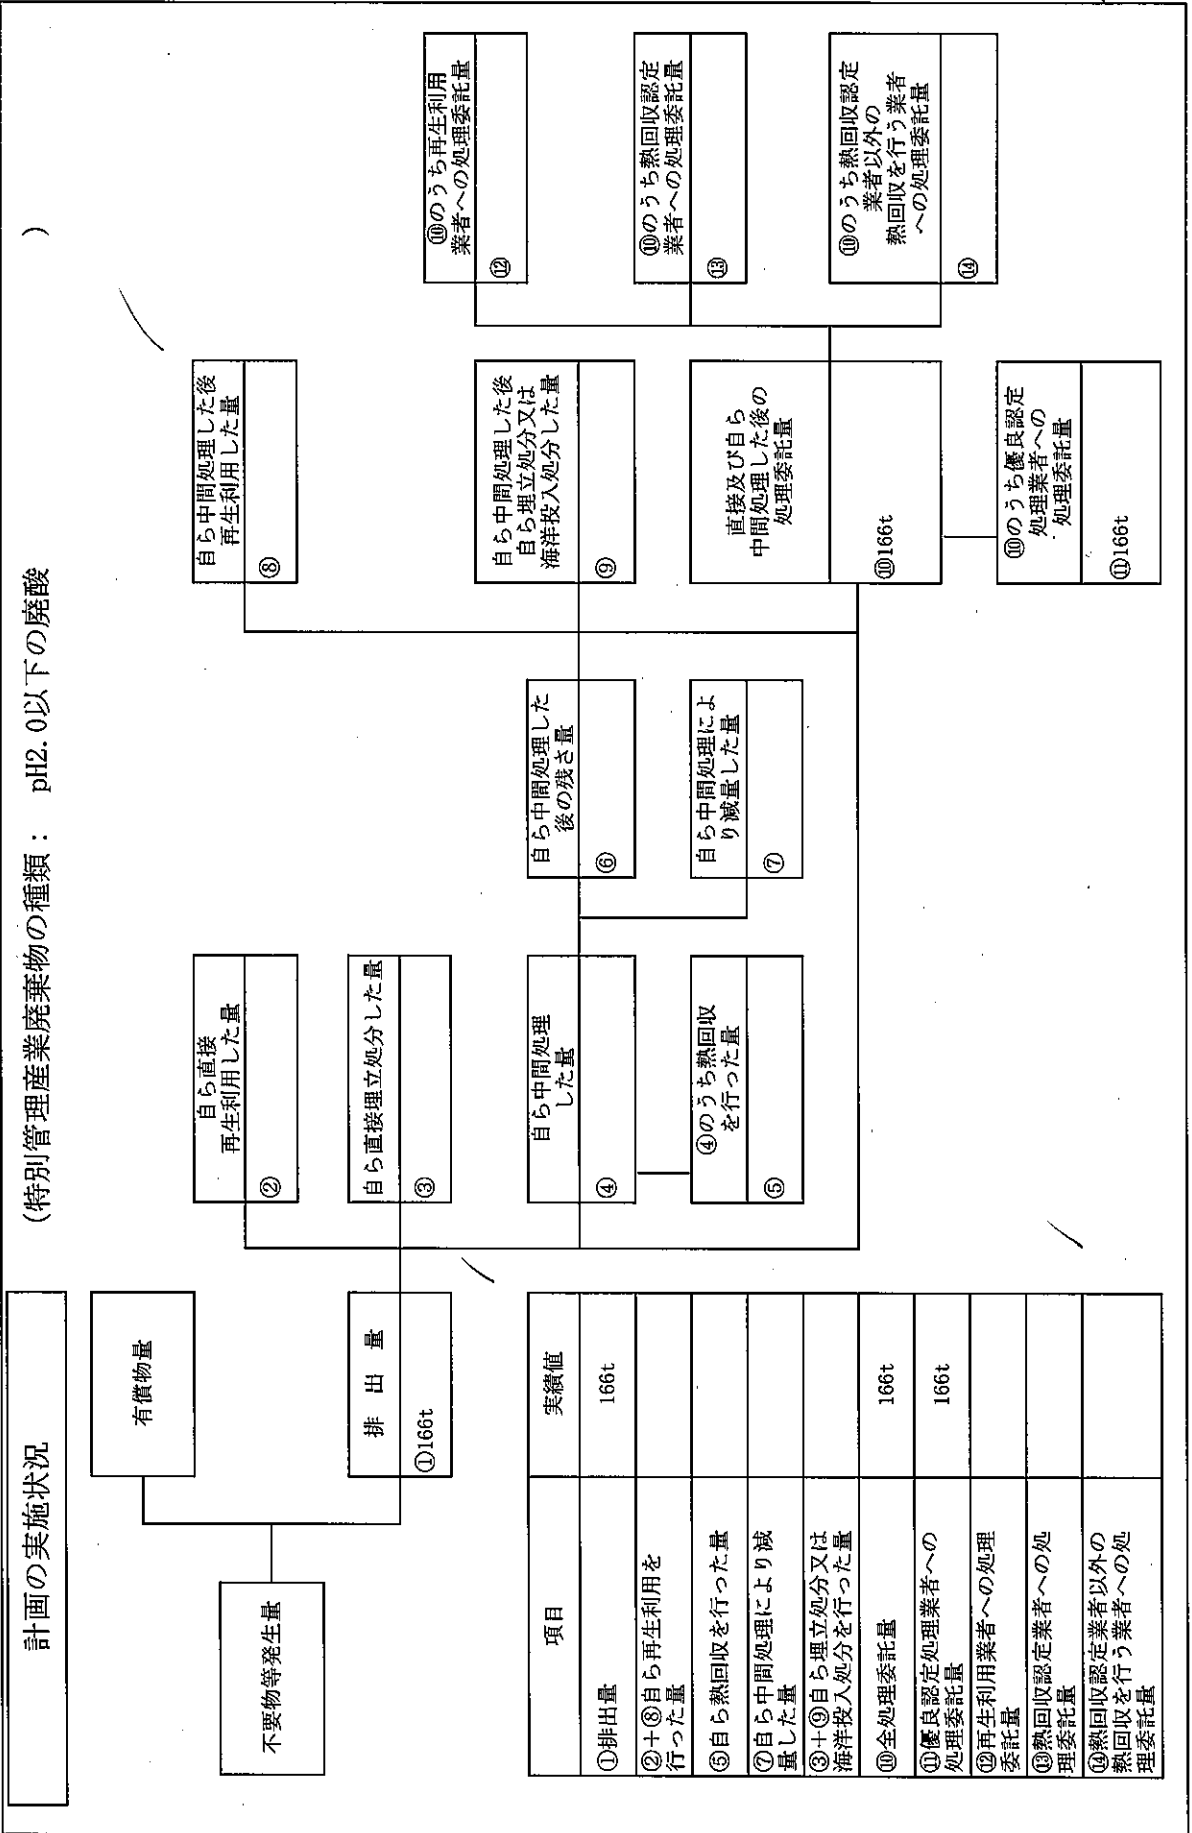 計画の実施状況
(特別管理産業廃棄物の種類： pH2.0以下の廃酸 )
不要物等発生量
有償物量
排 出 量
①166t
自ら直接
再生利用した量
②
自ら直接埋立処分した量
③
自ら中間処理
した量
④
④のうち熱回収
を行った量
⑤
自ら中間処理した
後の残さ量
⑥
自ら中間処理によ
り減量した量
⑦
自ら中間処理した後
再生利用した量
⑧
自ら中間処理した後
自ら埋立処分又は
海洋投入処分した量
⑨
直接及び自ら
中間処理した後の
処理委託量
⑩166t
⑩のうち優良認定
処理業者への
処理委託量
⑪166t
⑩のうち再生利用
業者への処理委託量
⑫
⑩のうち熱回収認定
業者への処理委託量
⑬
⑩のうち熱回収認定
業者以外の
熱回収を行う業者
への処理委託量
⑭
項目 実績値
①排出量 166t
②+⑧自ら再生利用を
行った量
⑤自ら熱回収を行った量
⑦自ら中間処理により減
量した量
③+⑨自ら埋立処分又は
海洋投入処分を行った量
⑩全処理委託量 166t
⑪優良認定処理業者への
処理委託量 166t
⑫再生利用業者への処理
委託量
⑬熱回収認定業者への処
理委託量
⑭熱回収認定業者以外の
熱回収を行う業者への処
理委託量